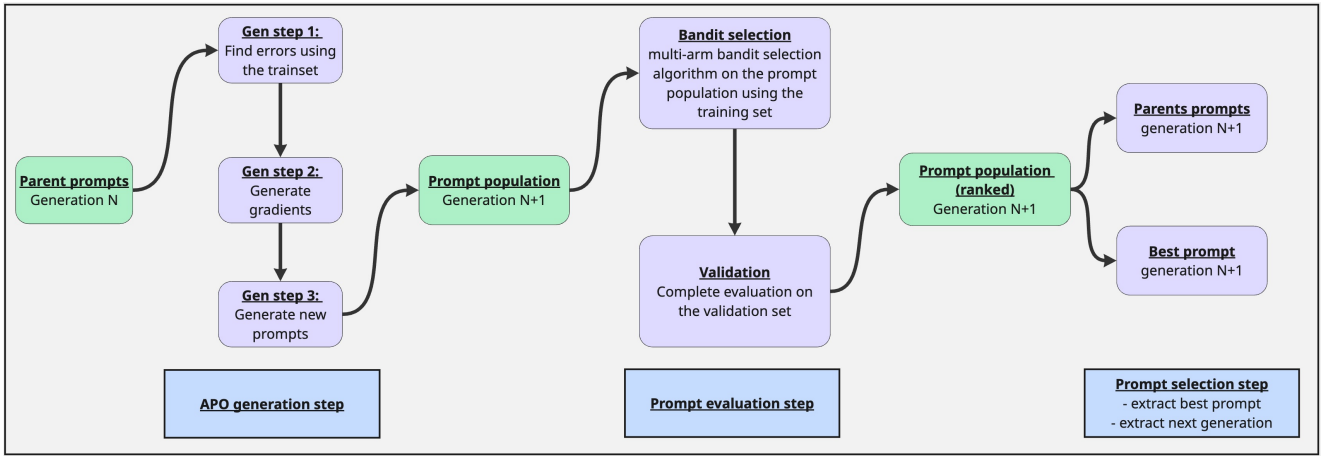 Parent prompts
Generation N
Gen step 1:
Find errors using
the trainset
Gen step 2:
Generate
gradients
Gen step 3:
Generate new
prompts
APO generation step
Prompt population
Generation N+1
Bandit selection
multi-arm bandit selection
algorithm on the prompt
population using the
training set
Validation
Complete evaluation on
the validation set
Prompt evaluation step
Prompt population
(ranked)
Generation N+1
Parents prompts
generation N+1
Best prompt
generation N+1
Prompt selection step
- extract best prompt
- extract next generation